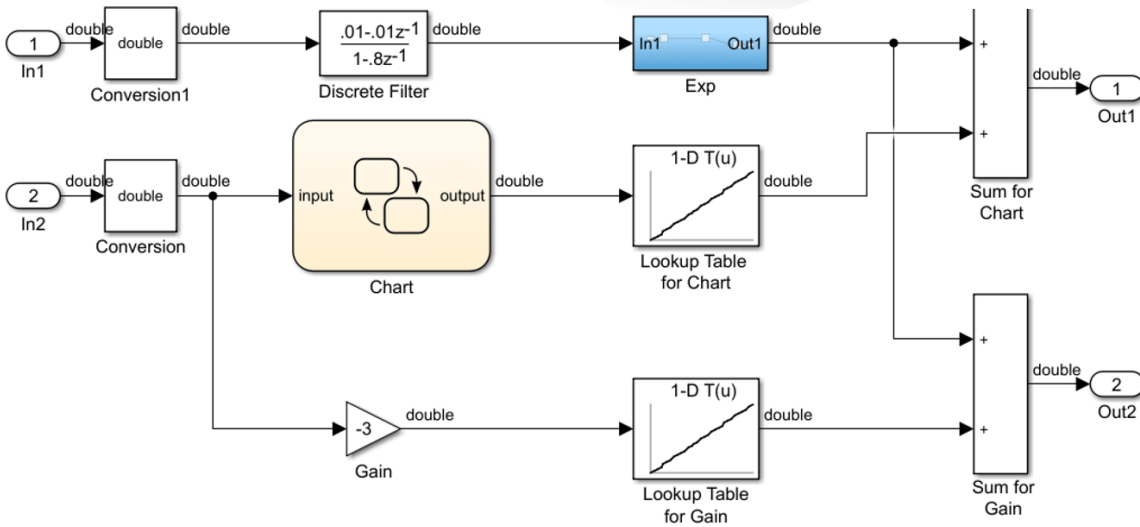 double
double
double
double
1
In1
double
Conversion1
.01-.01z-1
1-.8z-1
Discrete Filter
In1
Out1
Exp
+
+
double
1
Out1
Sum for
Chart
double
double
double
double
2
In2
double
Conversion
input
output
Chart
1-D T(u)
Lookup Table
for Chart
-3
Gain
double
1-D T(u)
double
Lookup Table
for Gain
+
+
double
2
Out2
Sum for
Gain